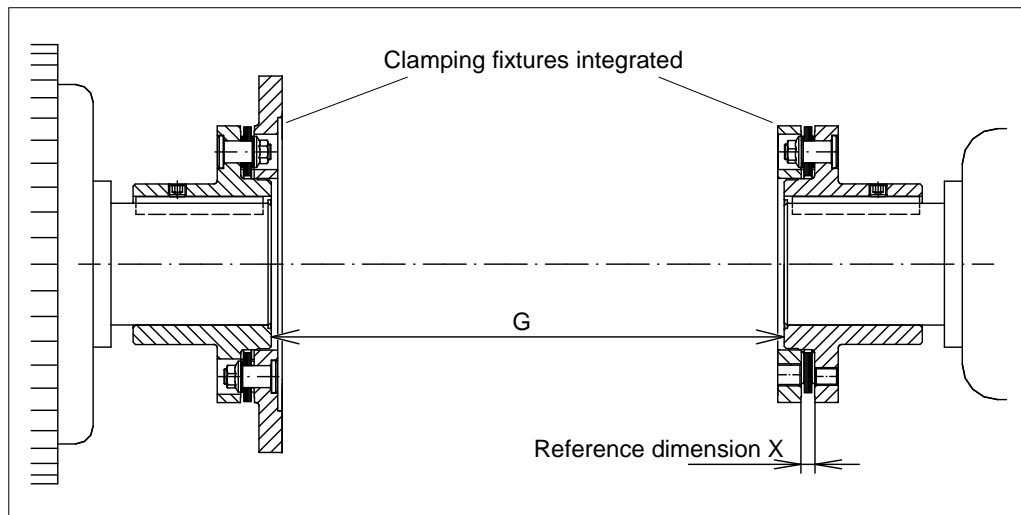 Clamping fixtures integrated
G
Reference dimension X